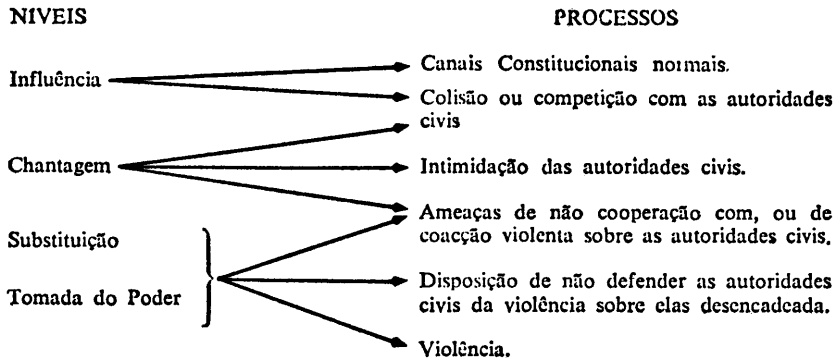 NIVEIS
PROCESSOS
Influência
Canais Constitucionais normais.
Colisão ou competição com as autoridades
civis
Chantagem
Intimidação das autoridades civis.
Ameaças de não cooperação com, ou de
coacção violenta sobre as autoridades civis.
Substituição
Tomada do Poder
Disposição de não defender as autoridades
civis da violência sobre elas desencadeada.
Violência.